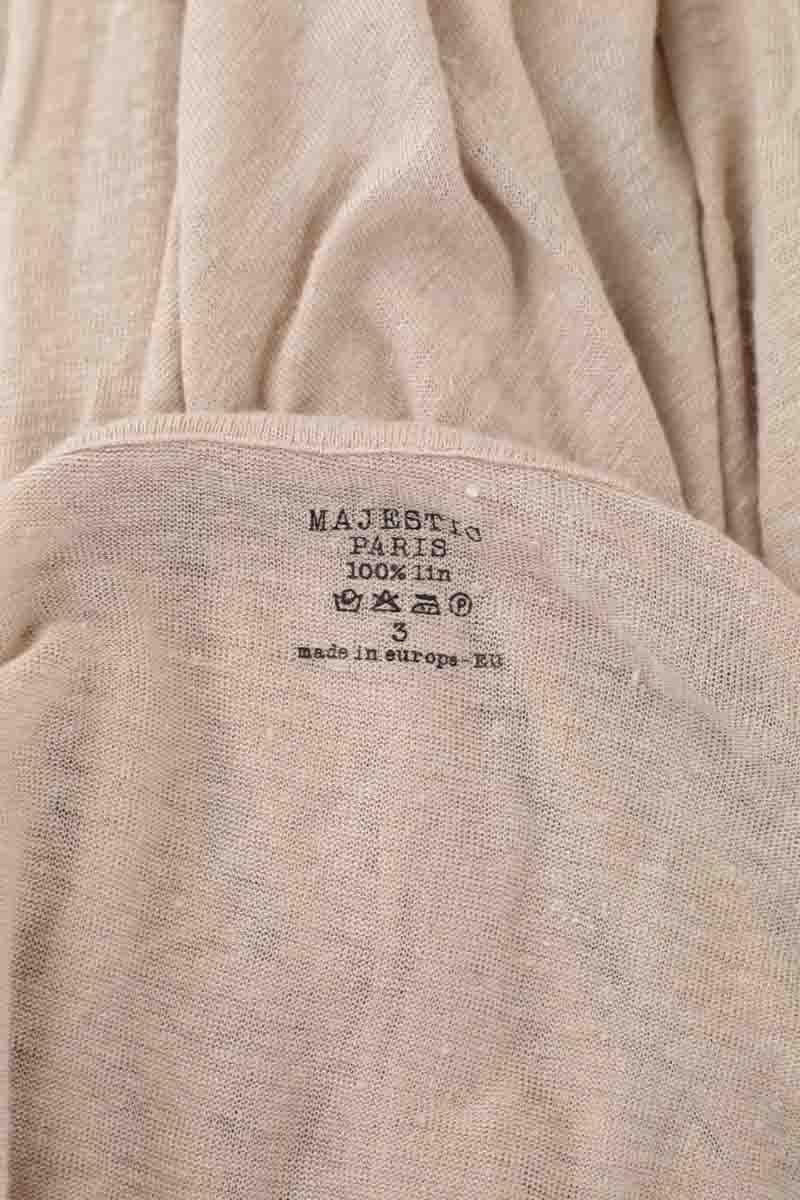 MAJESTIC
PARIS
100% lin
P
3
made in europe-EU